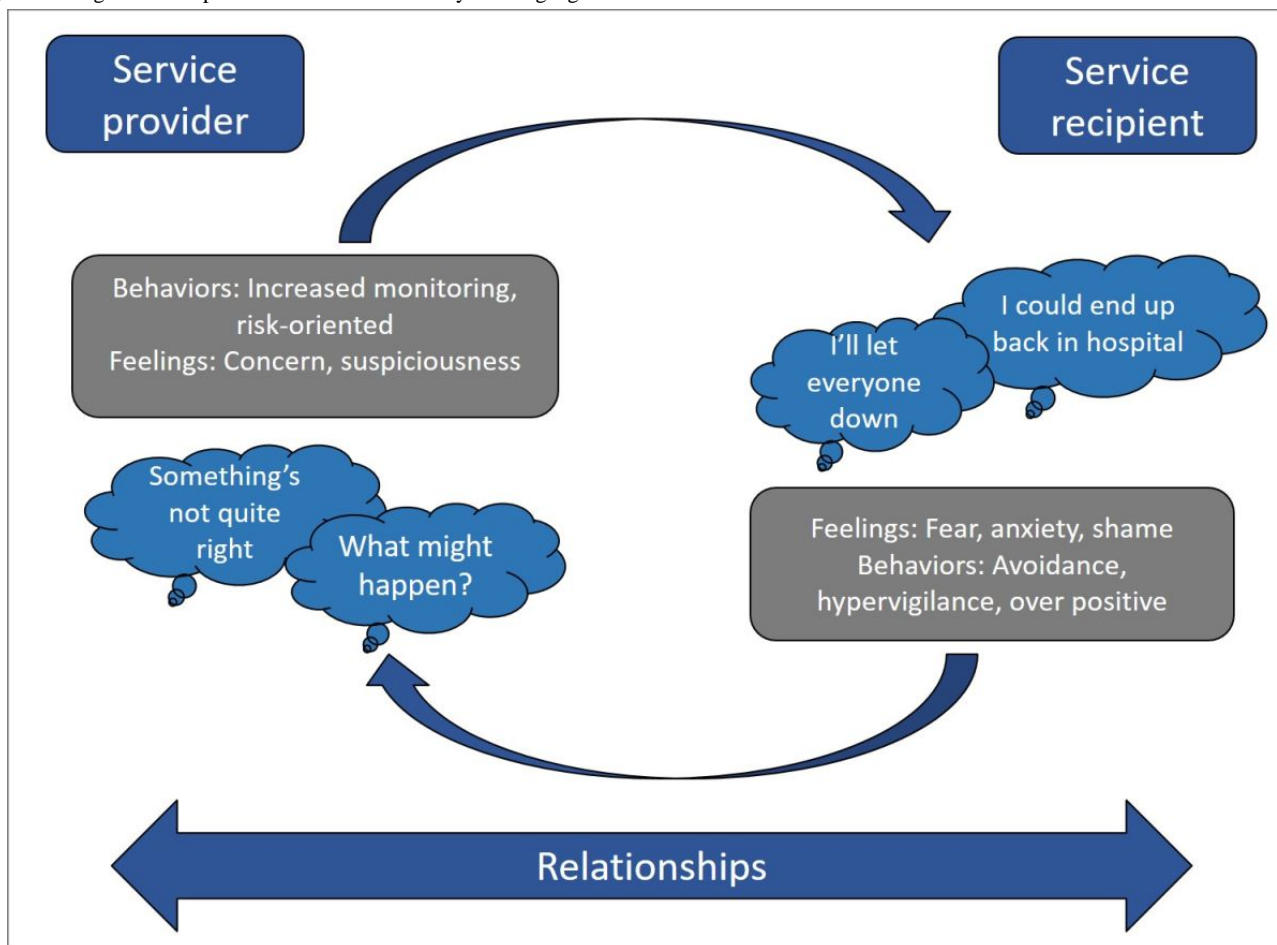 Service
provider
Service
recipient
Behaviors: Increased monitoring,
risk-oriented
Feelings: Concern, suspiciousness
I could end up
back in hospital
I'll let
everyone
down
Something's
not quite
right
What might
happen?
Feelings: Fear, anxiety, shame
Behaviors: Avoidance,
hypervigilance, over positive
Relationships